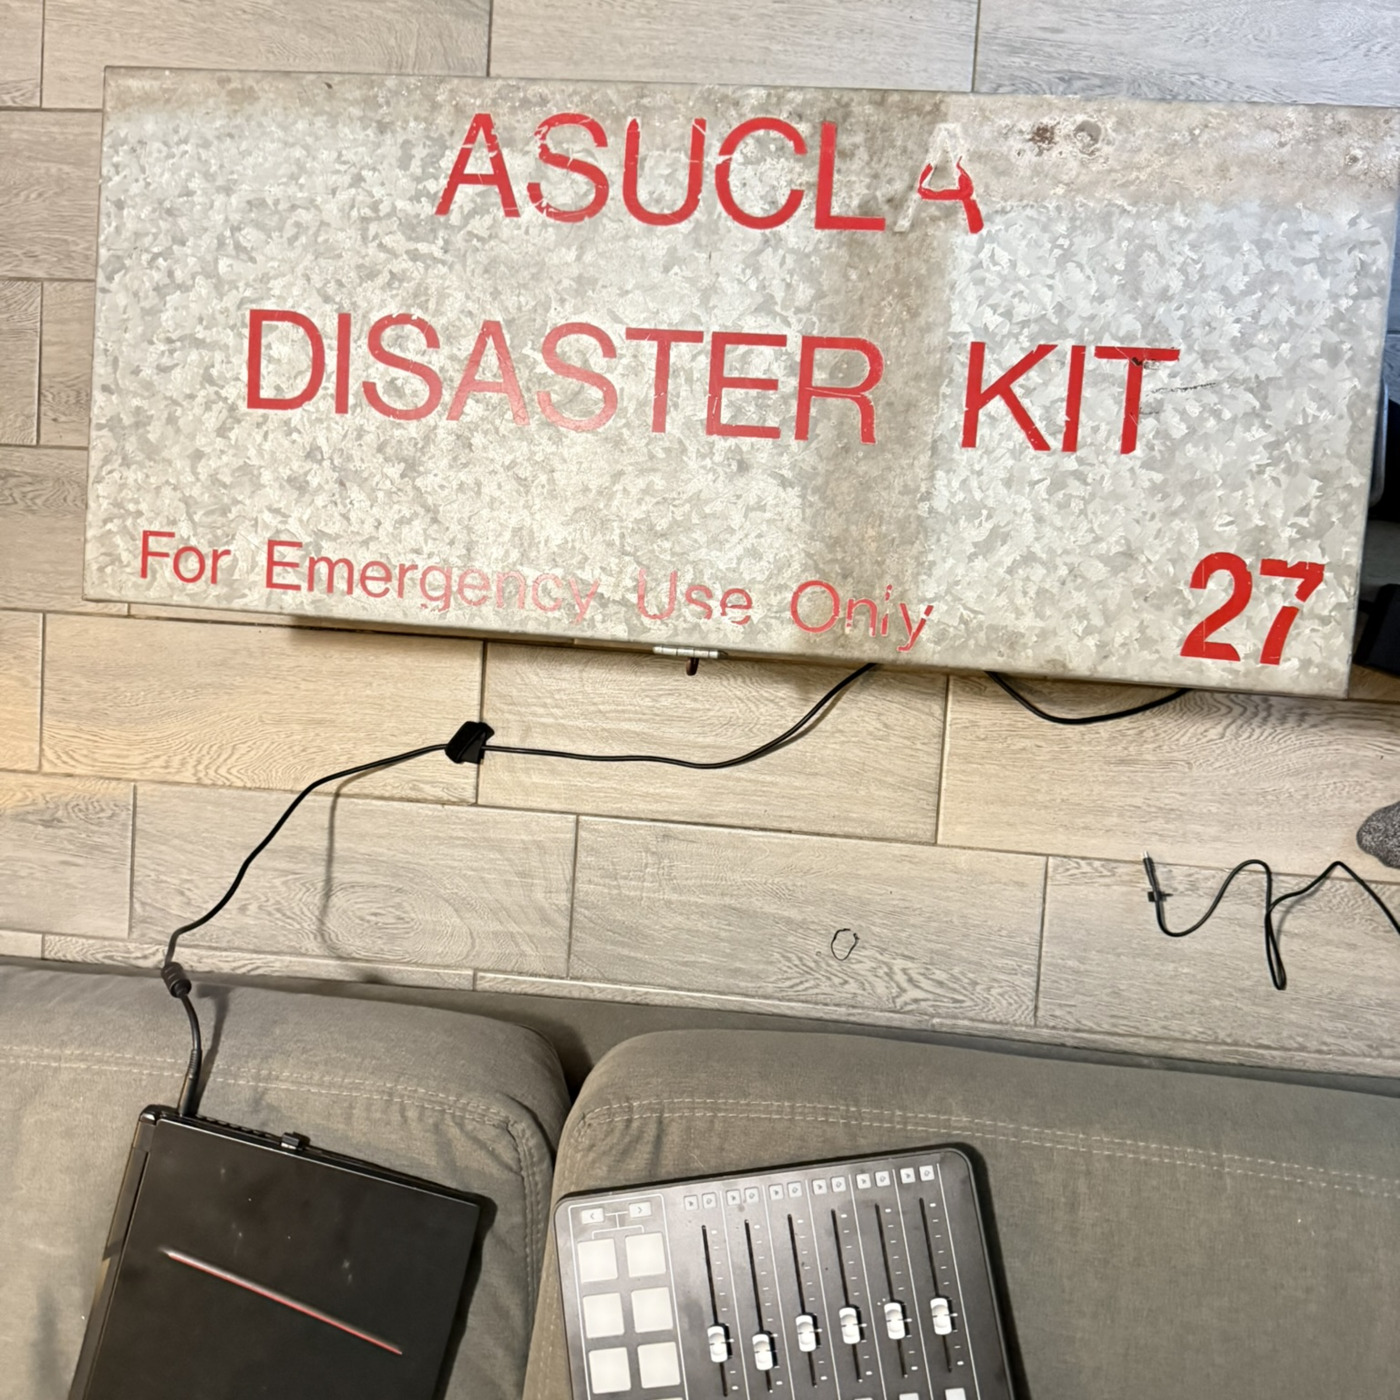 ASUCLA
DISASTER KIT
For Emergency Use Only
27